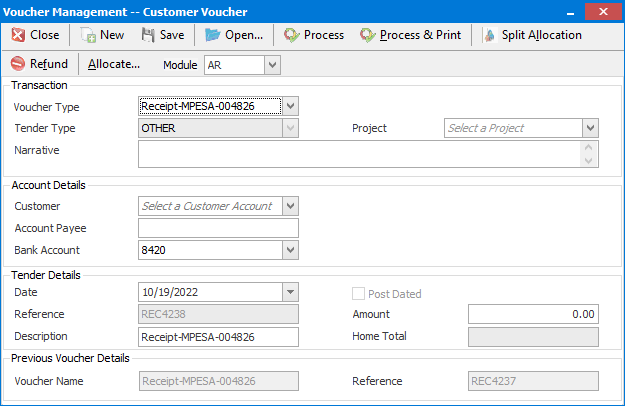 Voucher Management -- Customer Voucher
Close New Save Open... Process Process & Print Split Allocation
Refund Allocate... Module AR
Transaction
Voucher Type Receipt-MPESA-004826
Tender Type OTHER Project Select a Project
Narrative
Account Details
Customer Select a Customer Account
Account Payee
Bank Account 8420
Tender Details
Date 10/19/2022 Post Dated
Reference REC4238 Amount 0.00
Description Receipt-MPESA-004826 Home Total
Previous Voucher Details
Voucher Name Receipt-MPESA-004826 Reference REC4237